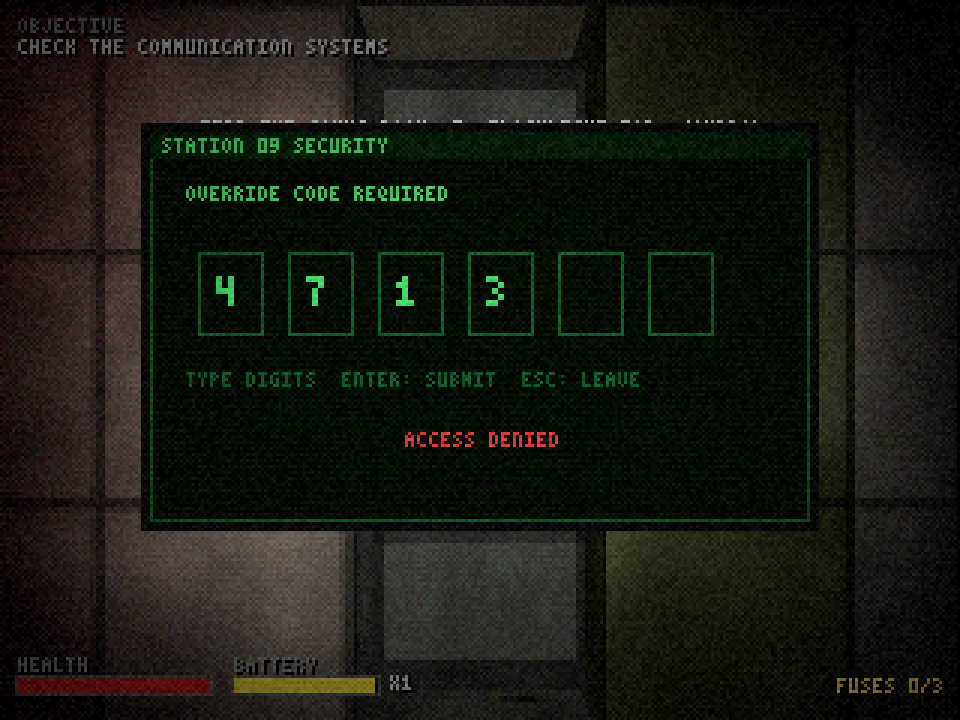 OBJECTIVE
CHECK THE COMMUNICATION SYSTEMS
STATION 09 SECURITY
OVERRIDE CODE REQUIRED
4 7 1 3
TYPE DIGITS ENTER: SUBMIT ESC: LEAVE
ACCESS DENIED
HEALTH
BATTERY
X1
FUSES 0/3